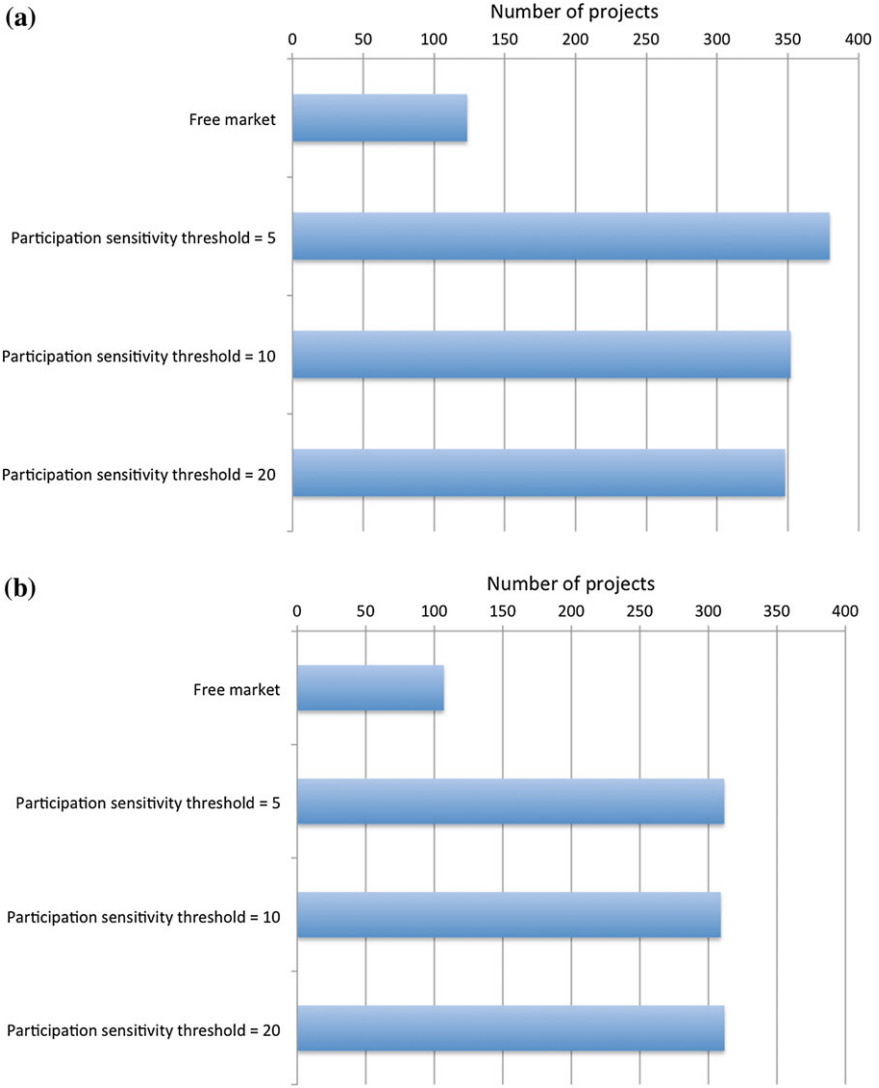 (a)
Number of projects
0 50 100 150 200 250 300 350 400
Free market
Participation sensitivity threshold = 5
Participation sensitivity threshold = 10
Participation sensitivity threshold = 20
(b)
Number of projects
0 50 100 150 200 250 300 350 400
Free market
Participation sensitivity threshold = 5
Participation sensitivity threshold = 10
Participation sensitivity threshold = 20